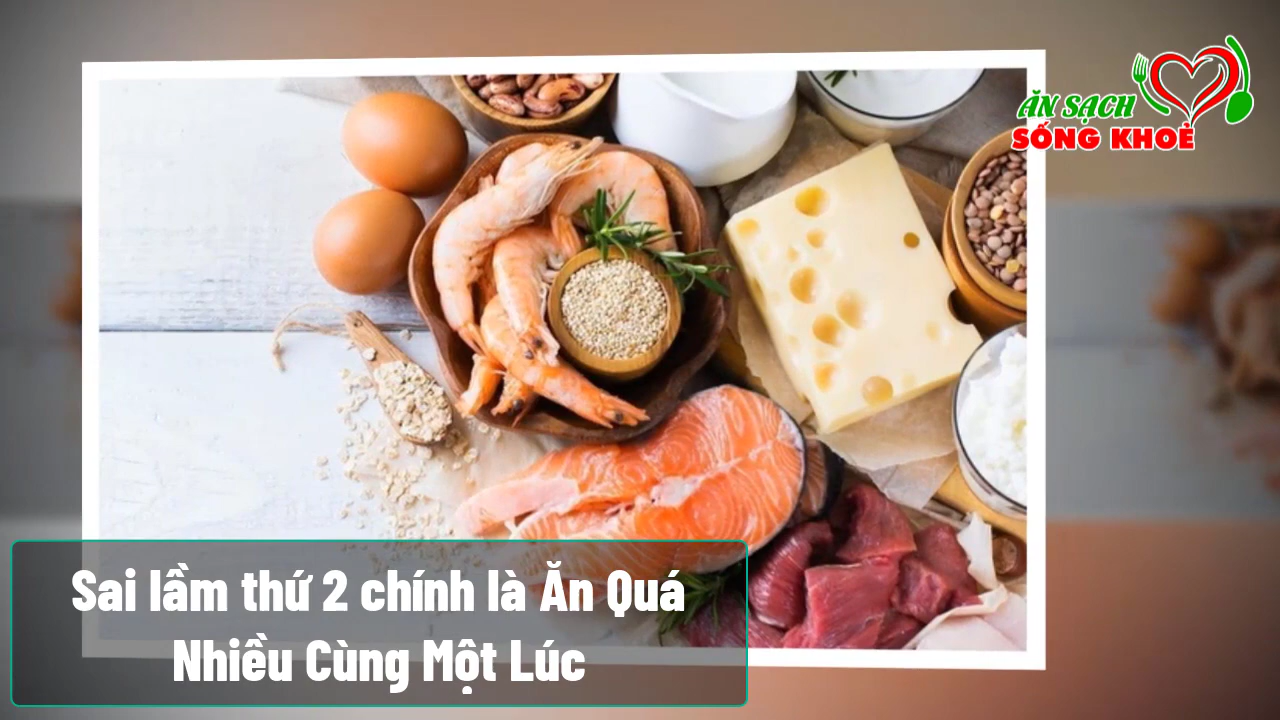 ĂN SẠCH
SỐNG KHOẺ
Sai lầm thứ 2 chính là Ăn Quá
Nhiều Cùng Một Lúc